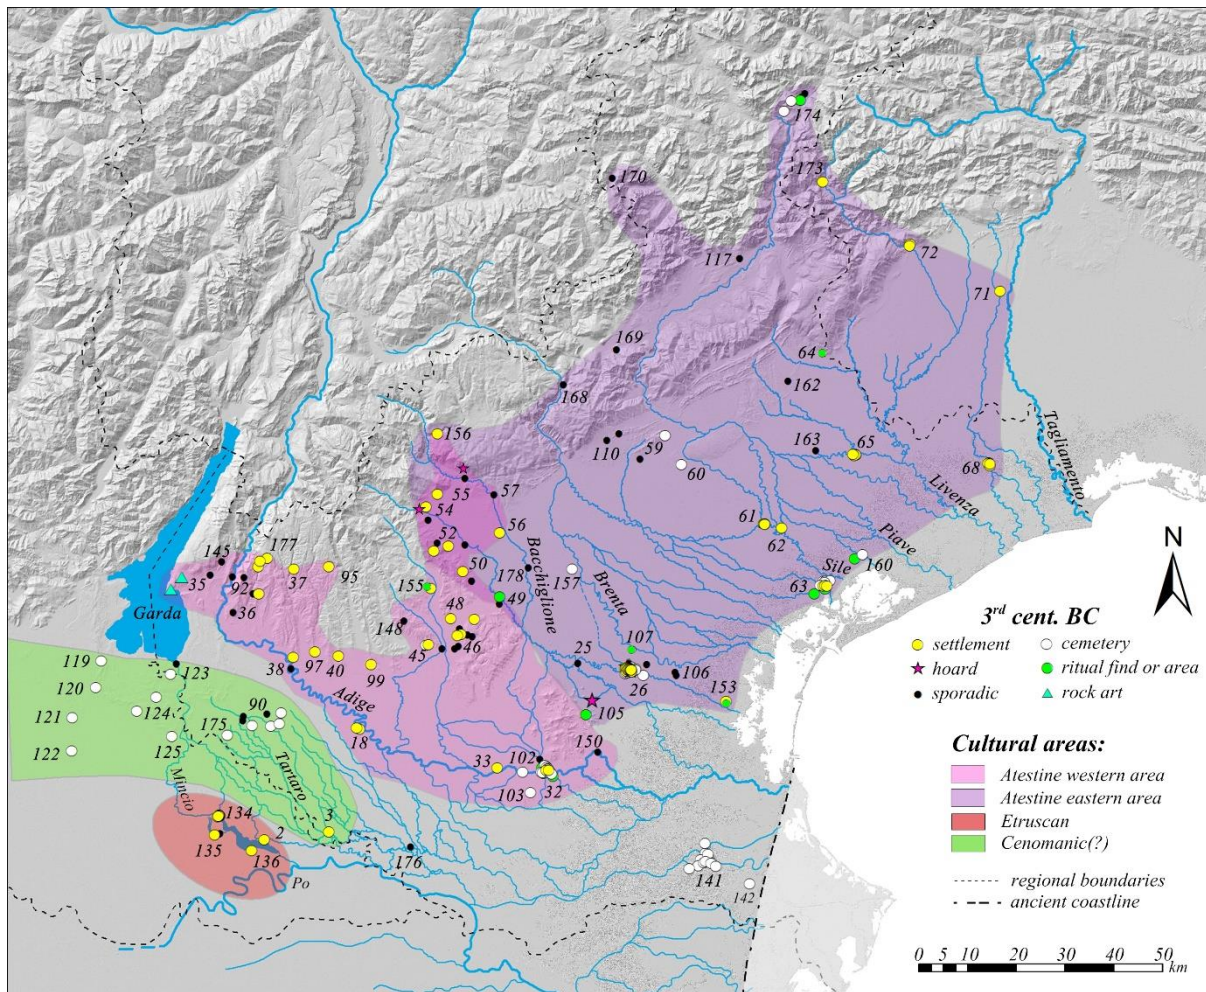 174
170
173
72
117
71
169
64
168
162
156
59
110
163
65
60
68
Tagliamento
55
57
54
Livenza
61
56
62
52
Piave
N
177
145
50
Bacchiglione
178
35
37
95
157
Brenta
Sile
160
92
155
63
49
36
48
3rd cent. BC
Garda
148
107
settlement
cemetery
46
45
25
hoard
ritual find or area
119
123
97
40
38
99
26
106
sporadic
rock art
120
Adige
153
105
121
124
90
175
18
150
Cultural areas:
122
125
102
33
Atestine western area
Mincio
Tartaro
32
103
Atestine eastern area
134
3
Etruscan
135
2
136
176
Cenomanic(?)
141
142
Po
regional boundaries
ancient coastline
0 5 10 20 30 40 50
km